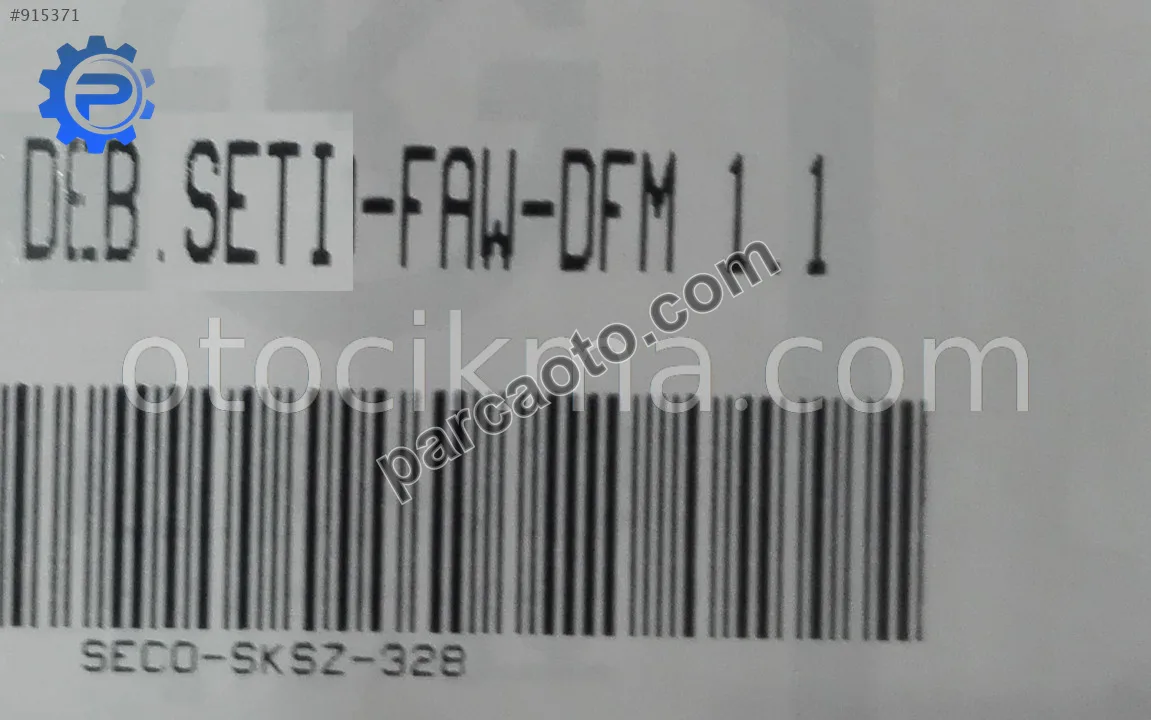 #915371
DEB.SETI-FAW-DFM 1.1
parcaoto.com
otocikma.com
SECO-SKSZ-328